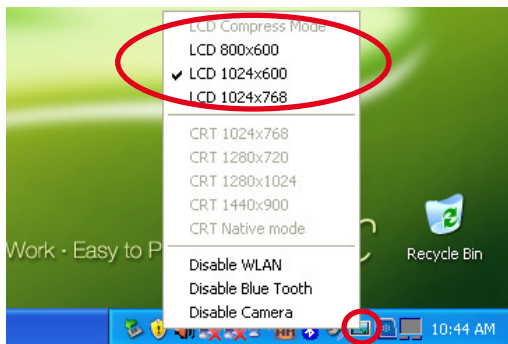 LCD Compress Mode
LCD 800x600
LCD 1024x600
LCD 1024x768
CRT 1024x768
CRT 1280x720
CRT 1280x1024
CRT 1440x900
CRT Native mode
Work · Easy to P
C
Recycle Bin
Disable WLAN
Disable Blue Tooth
Disable Camera
10:44 AM